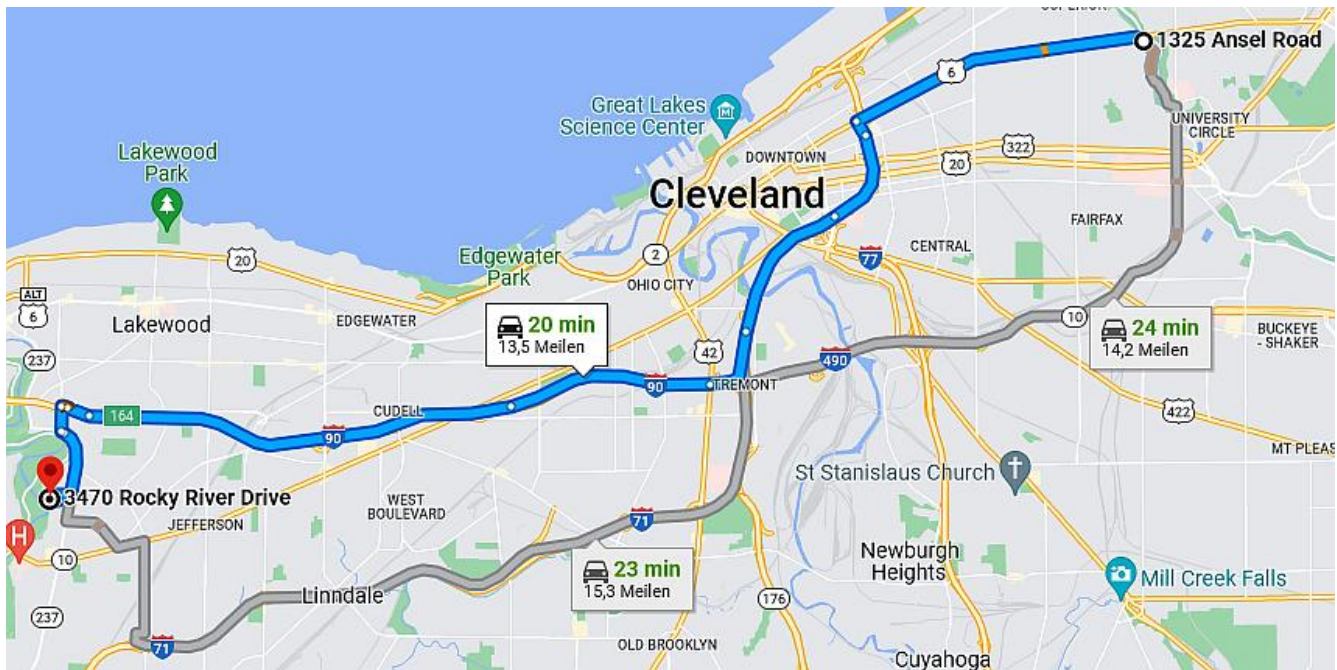 SUPERIOR
1325 Ansel Road
6
Great Lakes
Science Center
UNIVERSITY
CIRCLE
322
DOWNTOWN
20
Lakewood
Park
Cleveland
FAIRFAX
CENTRAL
2
77
20
Edgewater
Park
OHIO CITY
ALT
6
Lakewood
EDGEWATER
20 min
13,5 Meilen
10
24 min
14,2 Meilen
BUCKEYE
- SHAKER
237
42
490
90
TREMONT
164
CUDELL
90
422
MT PLEAS
St Stanislaus Church
3470 Rocky River Drive
WEST
BOULEVARD
JEFFERSON
71
H
10
Newburgh
Heights
23 min
15,3 Meilen
Mill Creek Falls
Linndale
176
237
71
OLD BROOKLYN
Cuyahoga